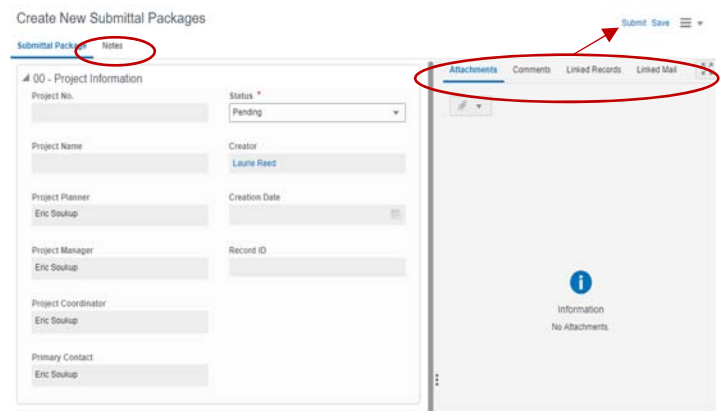 Create New Submittal Packages
Submit Save
Submittal Package Notes
Attachments Comments Linked Records Linked Mail
00 - Project Information
Project No. Status *
Pending
Project Name Creator
Laurie Reed
Project Planner Creation Date
Eric Soukup
Project Manager Record ID
Eric Soukup
Project Coordinator
Eric Soukup
Primary Contact
Eric Soukup
Information
No Attachments.